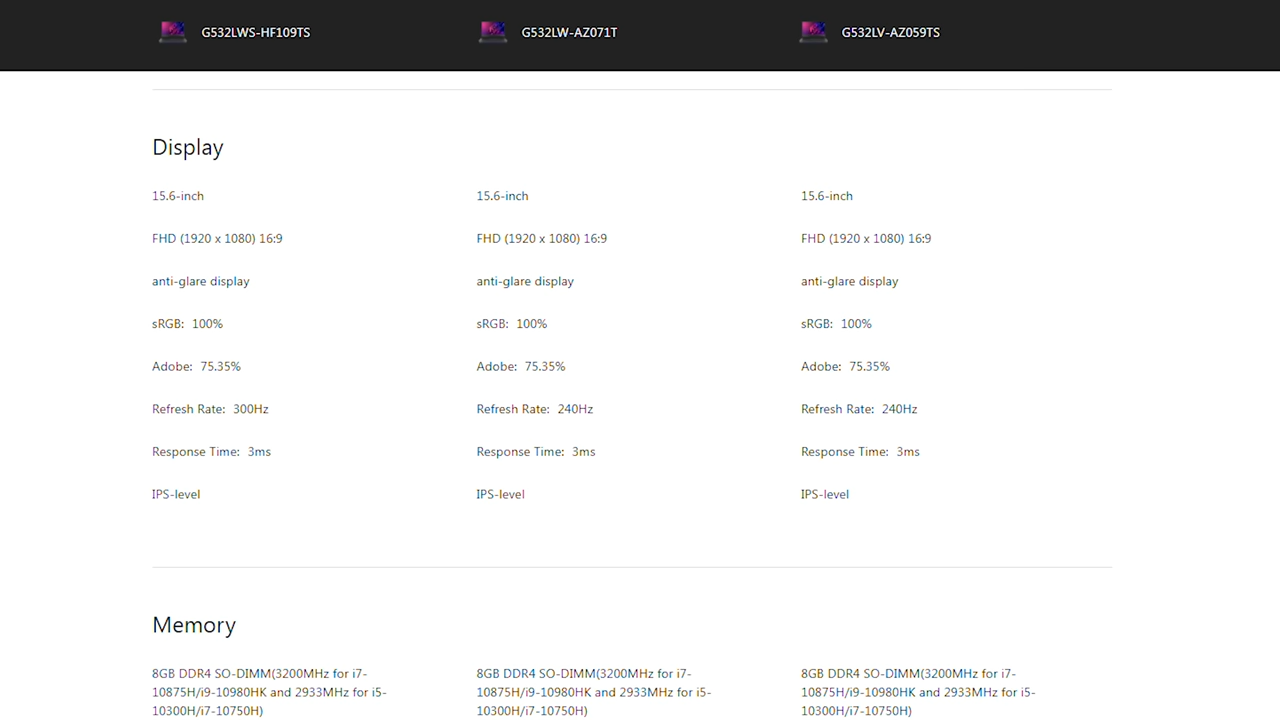 G532LWS-HF109TS G532LW-AZ071T G532LV-AZ059TS
Display
15.6-inch 15.6-inch 15.6-inch
FHD (1920 x 1080) 16:9 FHD (1920 x 1080) 16:9 FHD (1920 x 1080) 16:9
anti-glare display anti-glare display anti-glare display
sRGB: 100% sRGB: 100% sRGB: 100%
Adobe: 75.35% Adobe: 75.35% Adobe: 75.35%
Refresh Rate: 300Hz Refresh Rate: 240Hz Refresh Rate: 240Hz
Response Time: 3ms Response Time: 3ms Response Time: 3ms
IPS-level IPS-level IPS-level
Memory
8GB DDR4 SO-DIMM(3200MHz for i7- 8GB DDR4 SO-DIMM(3200MHz for i7- 8GB DDR4 SO-DIMM(3200MHz for i7-
10875H/i9-10980HK and 2933MHz for i5- 10875H/i9-10980HK and 2933MHz for i5- 10875H/i9-10980HK and 2933MHz for i5-
10300H/i7-10750H) 10300H/i7-10750H) 10300H/i7-10750H)